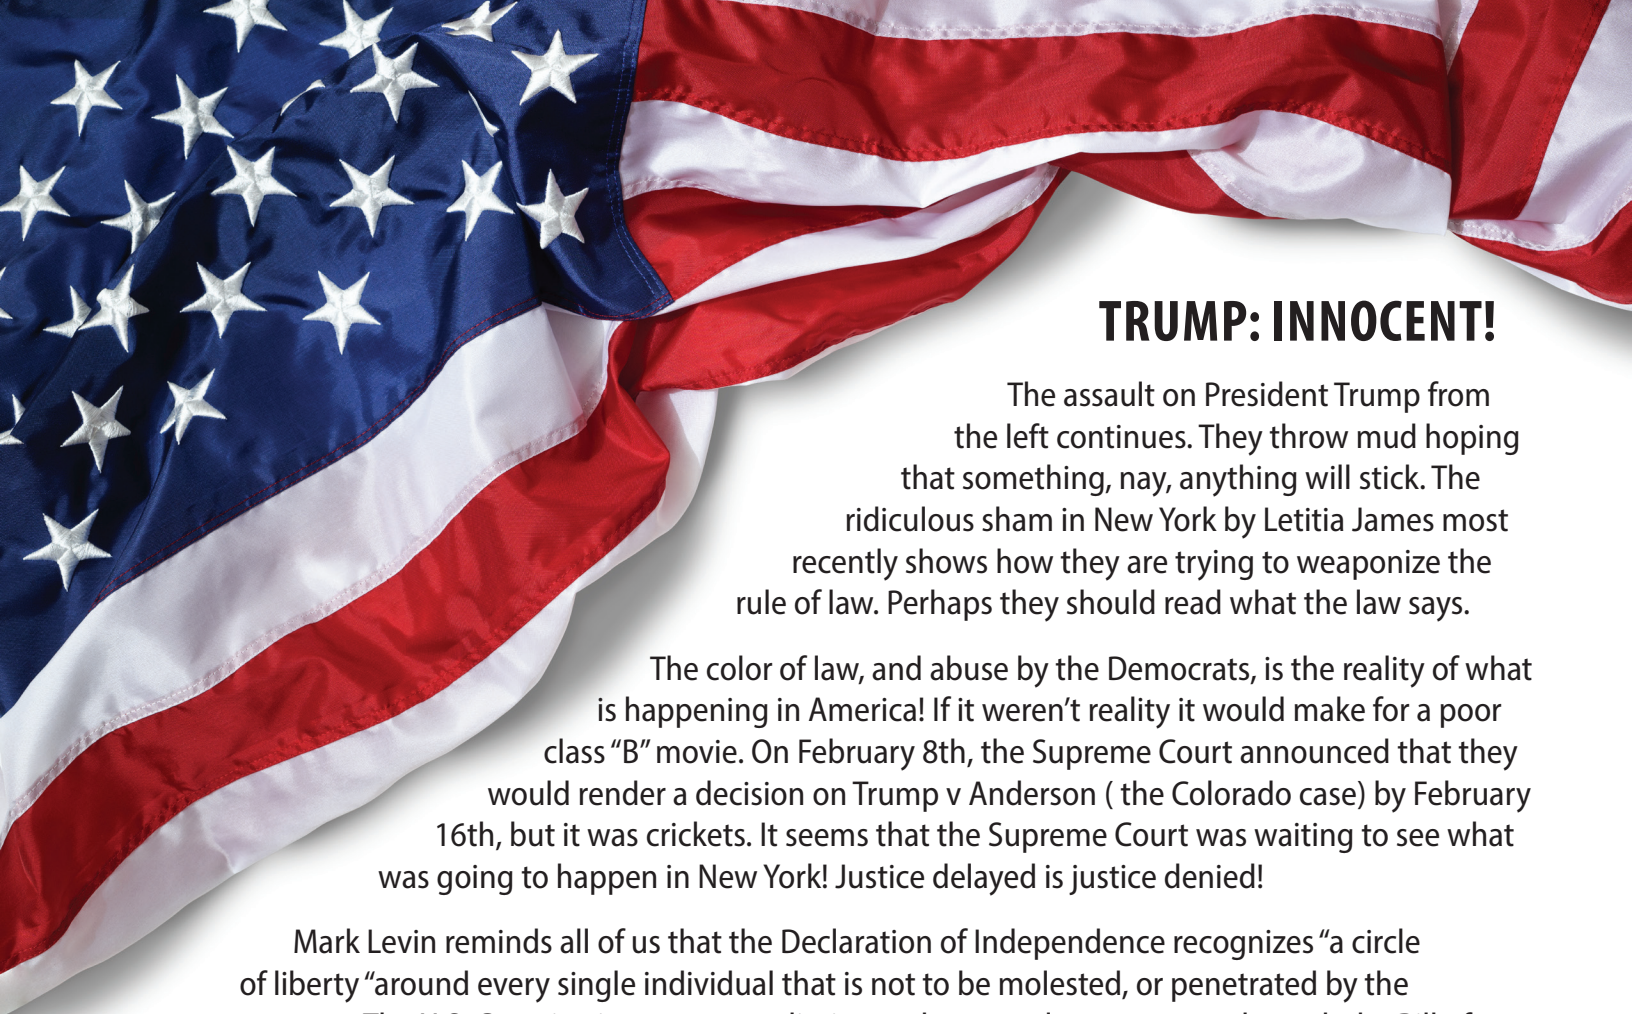 TRUMP: INNOCENT!
The assault on President Trump from
the left continues. They throw mud hoping
that something, nay, anything will stick. The
ridiculous sham in New York by Letitia James most
recently shows how they are trying to weaponize the
rule of law. Perhaps they should read what the law says.
The color of law, and abuse by the Democrats, is the reality of what
is happening in America! If it weren’t reality it would make for a poor
class “B” movie. On February 8th, the Supreme Court announced that they
would render a decision on Trump v Anderson ( the Colorado case) by February
16th, but it was crickets. It seems that the Supreme Court was waiting to see what
was going to happen in New York! Justice delayed is justice denied!
Mark Levin reminds all of us that the Declaration of Independence recognizes “a circle
of liberty “around every single individual that is not to be molested, or penetrated by the